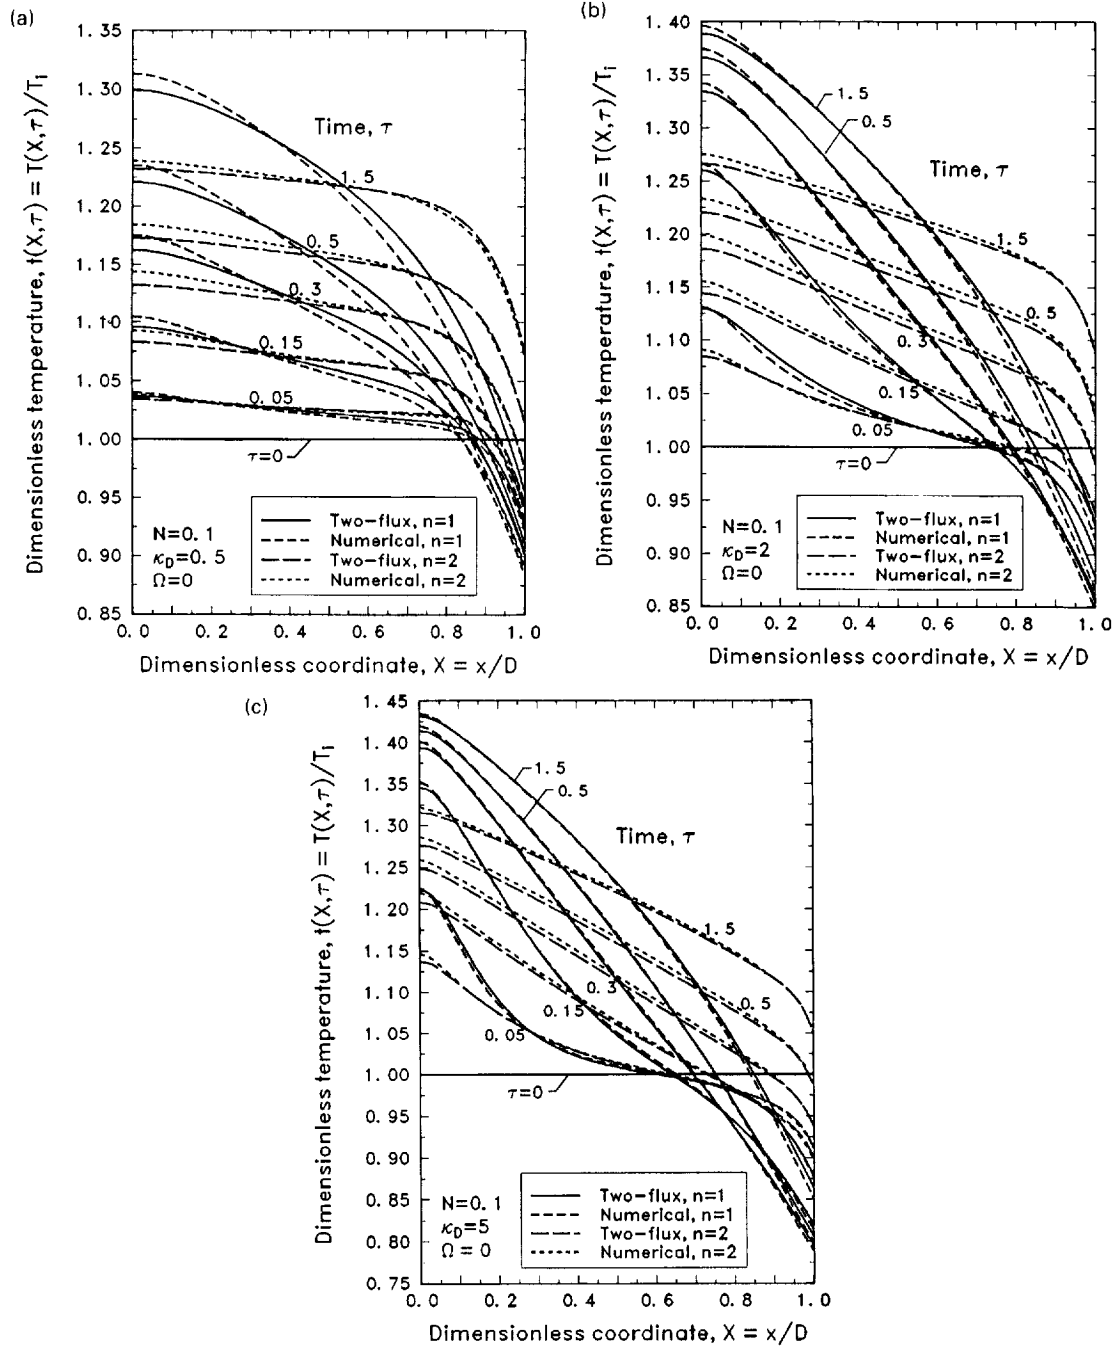 (a)
Dimensionless temperature, t(X,τ) = T(X,τ)/Tᵢ
1.35
1.30
1.25
1.20
1.15
1.10
1.05
1.00
0.95
0.90
0.85
Time, τ
1.5
0.5
0.3
0.15
0.05
τ=0
N=0.1
κD=0.5
Ω=0
Two-flux, n=1
Numerical, n=1
Two-flux, n=2
Numerical, n=2
0.0 0.2 0.4 0.6 0.8 1.0
Dimensionless coordinate, X = x/D
(b)
Dimensionless temperature, t(X,τ) = T(X,τ)/Tᵢ
1.40
1.35
1.30
1.25
1.20
1.15
1.10
1.05
1.00
0.95
0.90
0.85
1.5
0.5
Time, τ
1.5
0.5
0.3
0.15
0.05
τ=0
N=0.1
κD=2
Ω=0
Two-flux, n=1
Numerical, n=1
Two-flux, n=2
Numerical, n=2
0.0 0.2 0.4 0.6 0.8 1.0
Dimensionless coordinate, X = x/D
(c)
Dimensionless temperature, t(X,τ) = T(X,τ)/Tᵢ
1.45
1.40
1.35
1.30
1.25
1.20
1.15
1.10
1.05
1.00
0.95
0.90
0.85
0.80
0.75
1.5
0.5
Time, τ
1.5
0.5
0.3
0.15
0.05
τ=0
N=0.1
κD=5
Ω = 0
Two-flux, n=1
Numerical, n=1
Two-flux, n=2
Numerical, n=2
0.0 0.2 0.4 0.6 0.8 1.0
Dimensionless coordinate, X = x/D